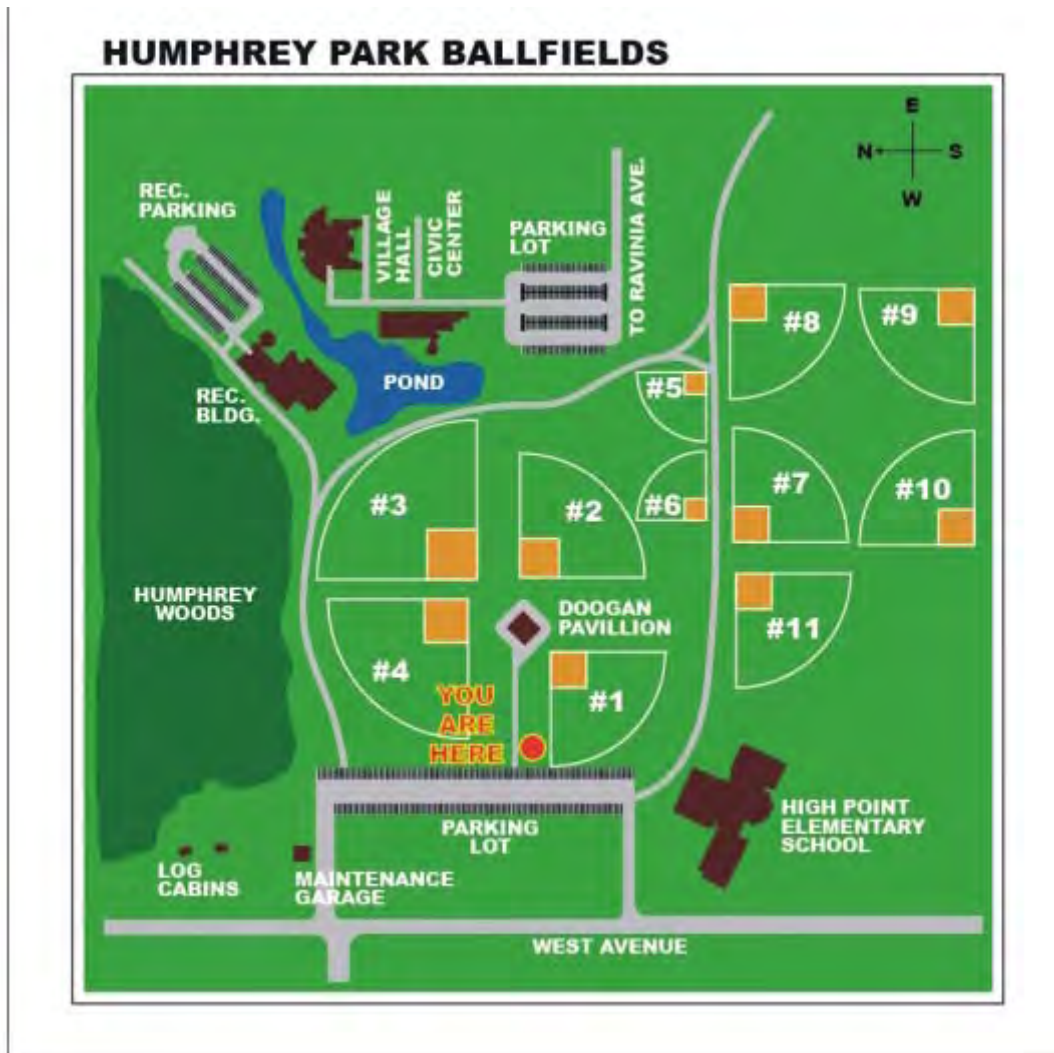 HUMPHREY PARK BALLFIELDS
E
N
S
W
REC.
PARKING
VILLAGE
HALL
CIVIC
CENTER
PARKING
LOT
TO RAVINIA AVE.
#8
#9
#5
POND
REC.
BLDG.
#3
#2
#6
#7
#10
HUMPHREY
WOODS
DOOGAN
PAVILLION
#11
#4
#1
YOU
ARE
HERE
PARKING
LOT
HIGH POINT
ELEMENTARY
SCHOOL
LOG
CABINS
MAINTENANCE
GARAGE
WEST AVENUE